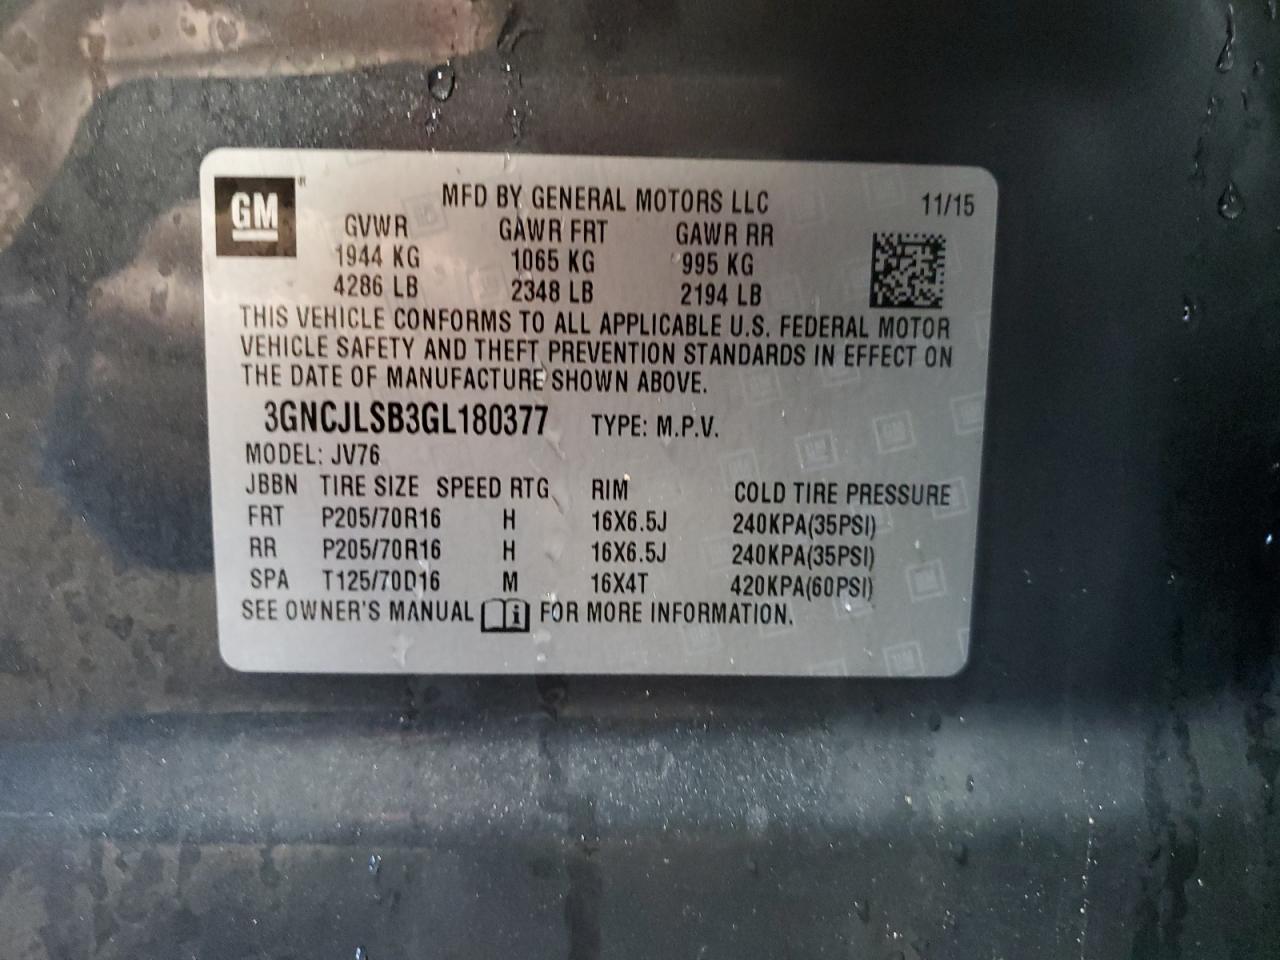 GM ®
MFD BY GENERAL MOTORS LLC 11/15
GVWR GAWR FRT GAWR RR
1944 KG 1065 KG 995 KG
4286 LB 2348 LB 2194 LB
THIS VEHICLE CONFORMS TO ALL APPLICABLE U.S. FEDERAL MOTOR
VEHICLE SAFETY AND THEFT PREVENTION STANDARDS IN EFFECT ON
THE DATE OF MANUFACTURE SHOWN ABOVE.
3GNCJLSB3GL180377 TYPE: M.P.V.
MODEL: JV76
JBBN TIRE SIZE SPEED RTG RIM COLD TIRE PRESSURE
FRT P205/70R16 H 16X6.5J 240KPA(35PSI)
RR P205/70R16 H 16X6.5J 240KPA(35PSI)
SPA T125/70D16 M 16X4T 420KPA(60PSI)
SEE OWNER'S MANUAL i FOR MORE INFORMATION.